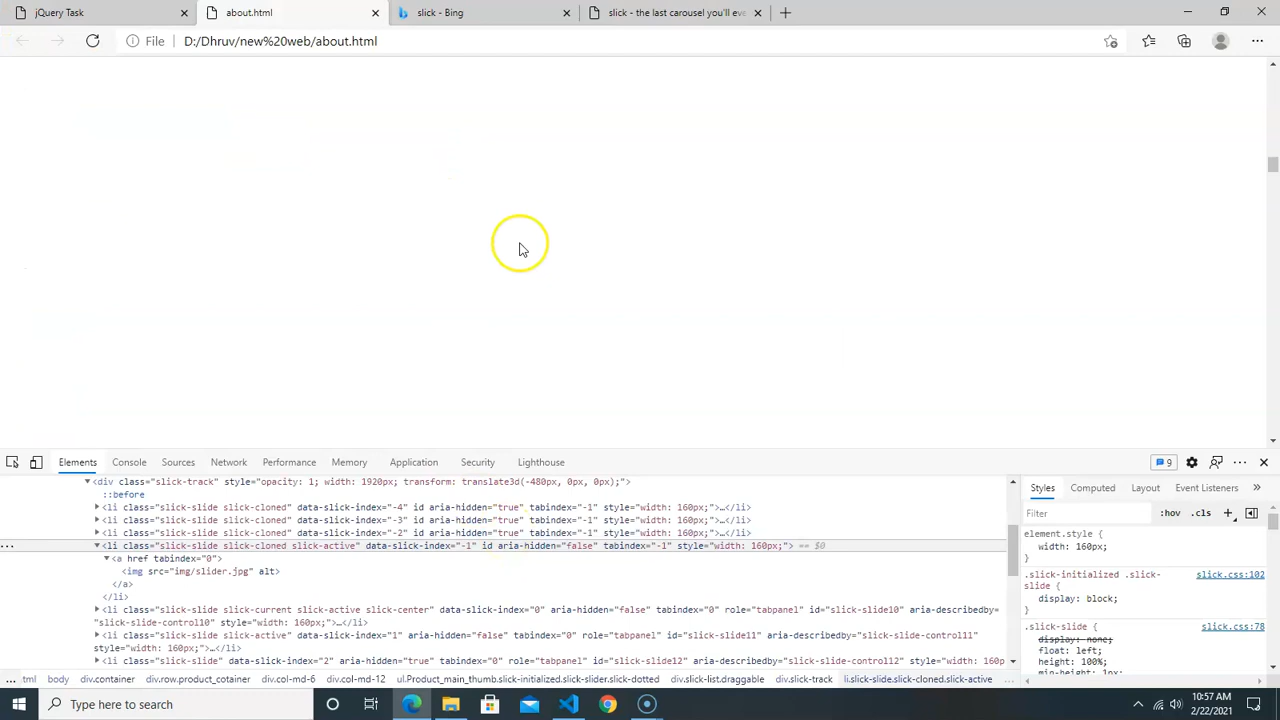 jQuery Task
about.html
slick - Bing
slick - the last carousel you'll eve
File
D:/Dhruv/new%20web/about.html
Elements
Console
Sources
Network
Performance
Memory
Application
Security
Lighthouse
9
<div class="slick-track" style="opacity: 1; width: 1920px; transform: translate3d(-480px, 0px, 0px);">
::before
<li class="slick-slide slick-cloned" data-slick-index="-4" id aria-hidden="true" tabindex="-1" style="width: 160px;">…</li>
<li class="slick-slide slick-cloned" data-slick-index="-3" id aria-hidden="true" tabindex="-1" style="width: 160px;">…</li>
<li class="slick-slide slick-cloned" data-slick-index="-2" id aria-hidden="true" tabindex="-1" style="width: 160px;">…</li>
<li class="slick-slide slick-cloned slick-active" data-slick-index="-1" id aria-hidden="false" tabindex="-1" style="width: 160px;"> == $0
<a href tabindex="0">
<img src="img/slider.jpg" alt>
</a>
</li>
<li class="slick-slide slick-current slick-active slick-center" data-slick-index="0" aria-hidden="false" tabindex="0" role="tabpanel" id="slick-slide10" aria-describedby=
"slick-slide-control10" style="width: 160px;">…</li>
<li class="slick-slide slick-active" data-slick-index="1" aria-hidden="false" tabindex="0" role="tabpanel" id="slick-slide11" aria-describedby="slick-slide-control11"
style="width: 160px;">…</li>
<li class="slick-slide" data-slick-index="2" aria-hidden="true" tabindex="0" role="tabpanel" id="slick-slide12" aria-describedby="slick-slide-control12" style="width: 160p
... tml body div.container div.row.product_cotainer div.col-md-6 div.col-md-12 ul.Product_main_thumb.slick-initialized.slick-slider.slick-dotted div.slick-list.draggable div.slick-track li.slick-slide.slick-cloned.slick-active ...
Styles
Computed
Layout
Event Listeners
Filter
:hov
.cls
element.style {
width: 160px;
}
.slick-initialized .slick-
slide {
slick.css:102
display: block;
}
.slick-slide {
slick.css:78
display: none;
float: left;
height: 100%;
min-height: 1px;
Type here to search
10:57 AM
2/22/2021